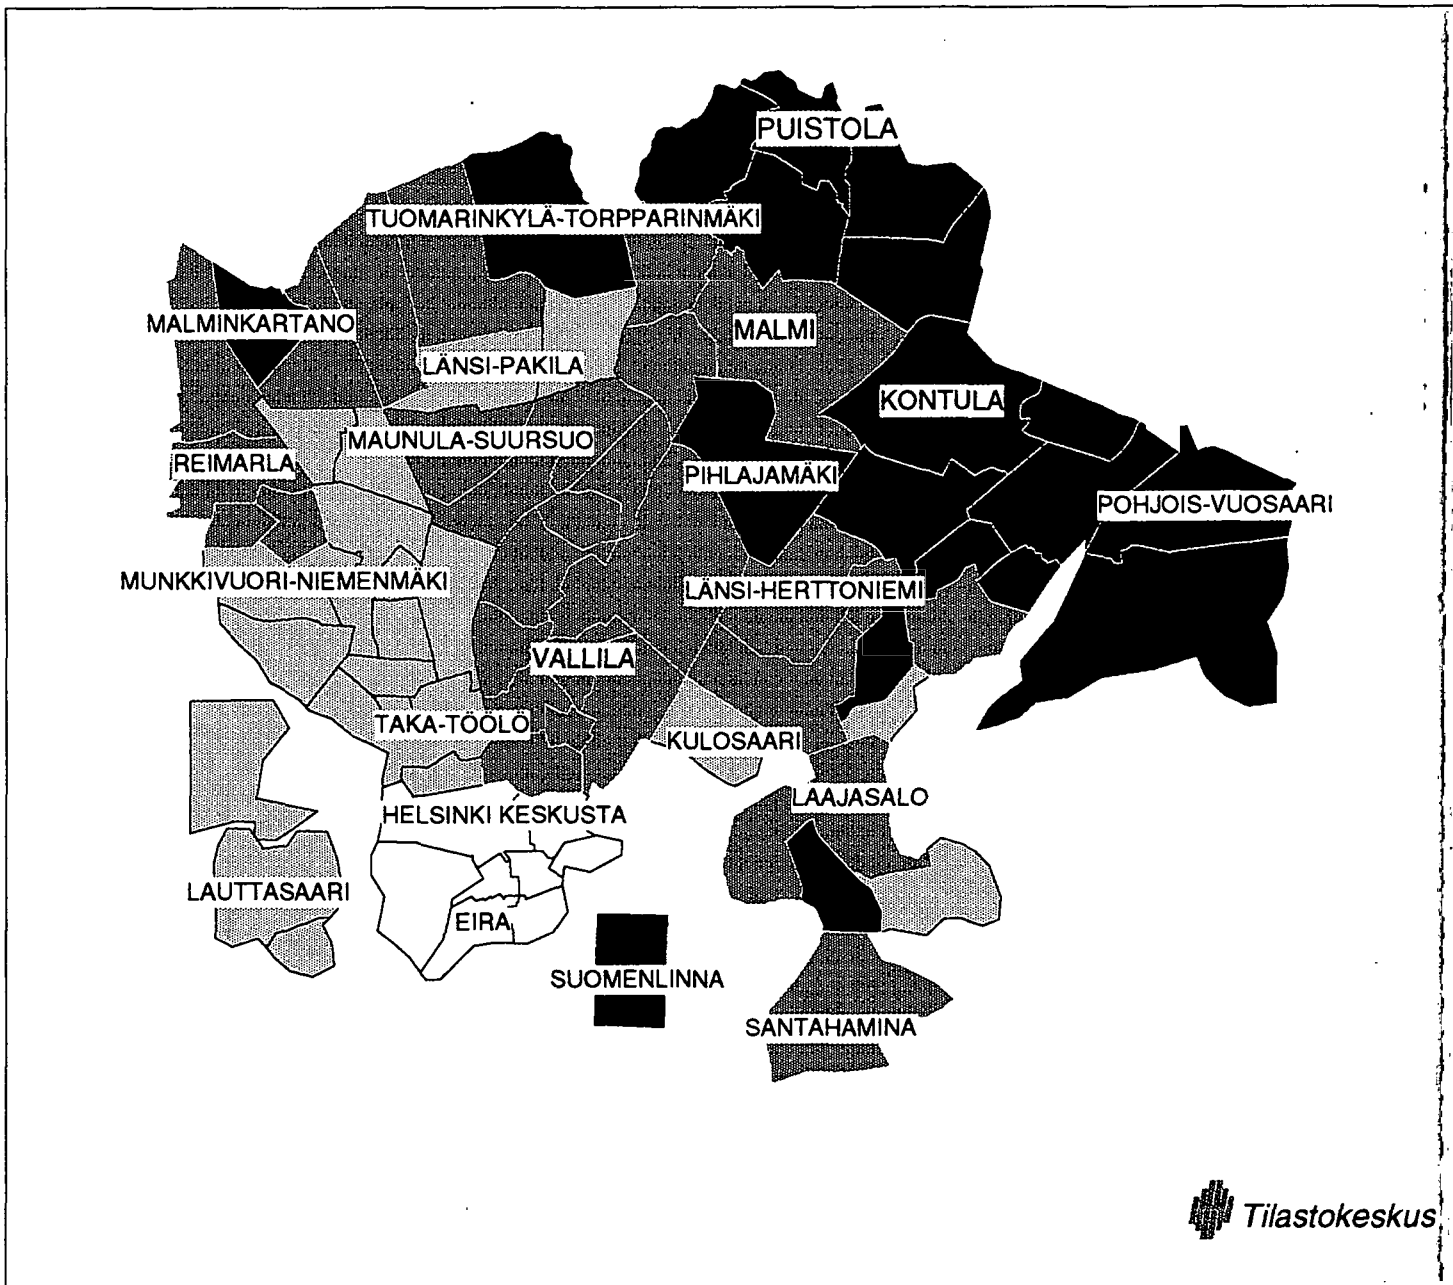 PUISTOLA
TUOMARINKYLÄ-TORPPARINMÄKI
MALMINKARTANO
MALMI
LÄNSI-PAKILA
KONTULA
MAUNULA-SUURSUO
REIMARLA
PIHLAJAMÄKI
POHJOIS-VUOSAARI
MUNKKIVUORI-NIEMENMÄKI
LÄNSI-HERTTONIEMI
VALLILA
TAKA-TÖÖLÖ
KULOSAARI
LAAJASALO
HELSINKI KESKUSTA
LAUTTASAARI
EIRA
SUOMENLINNA
SANTAHAMINA
Tilastokeskus